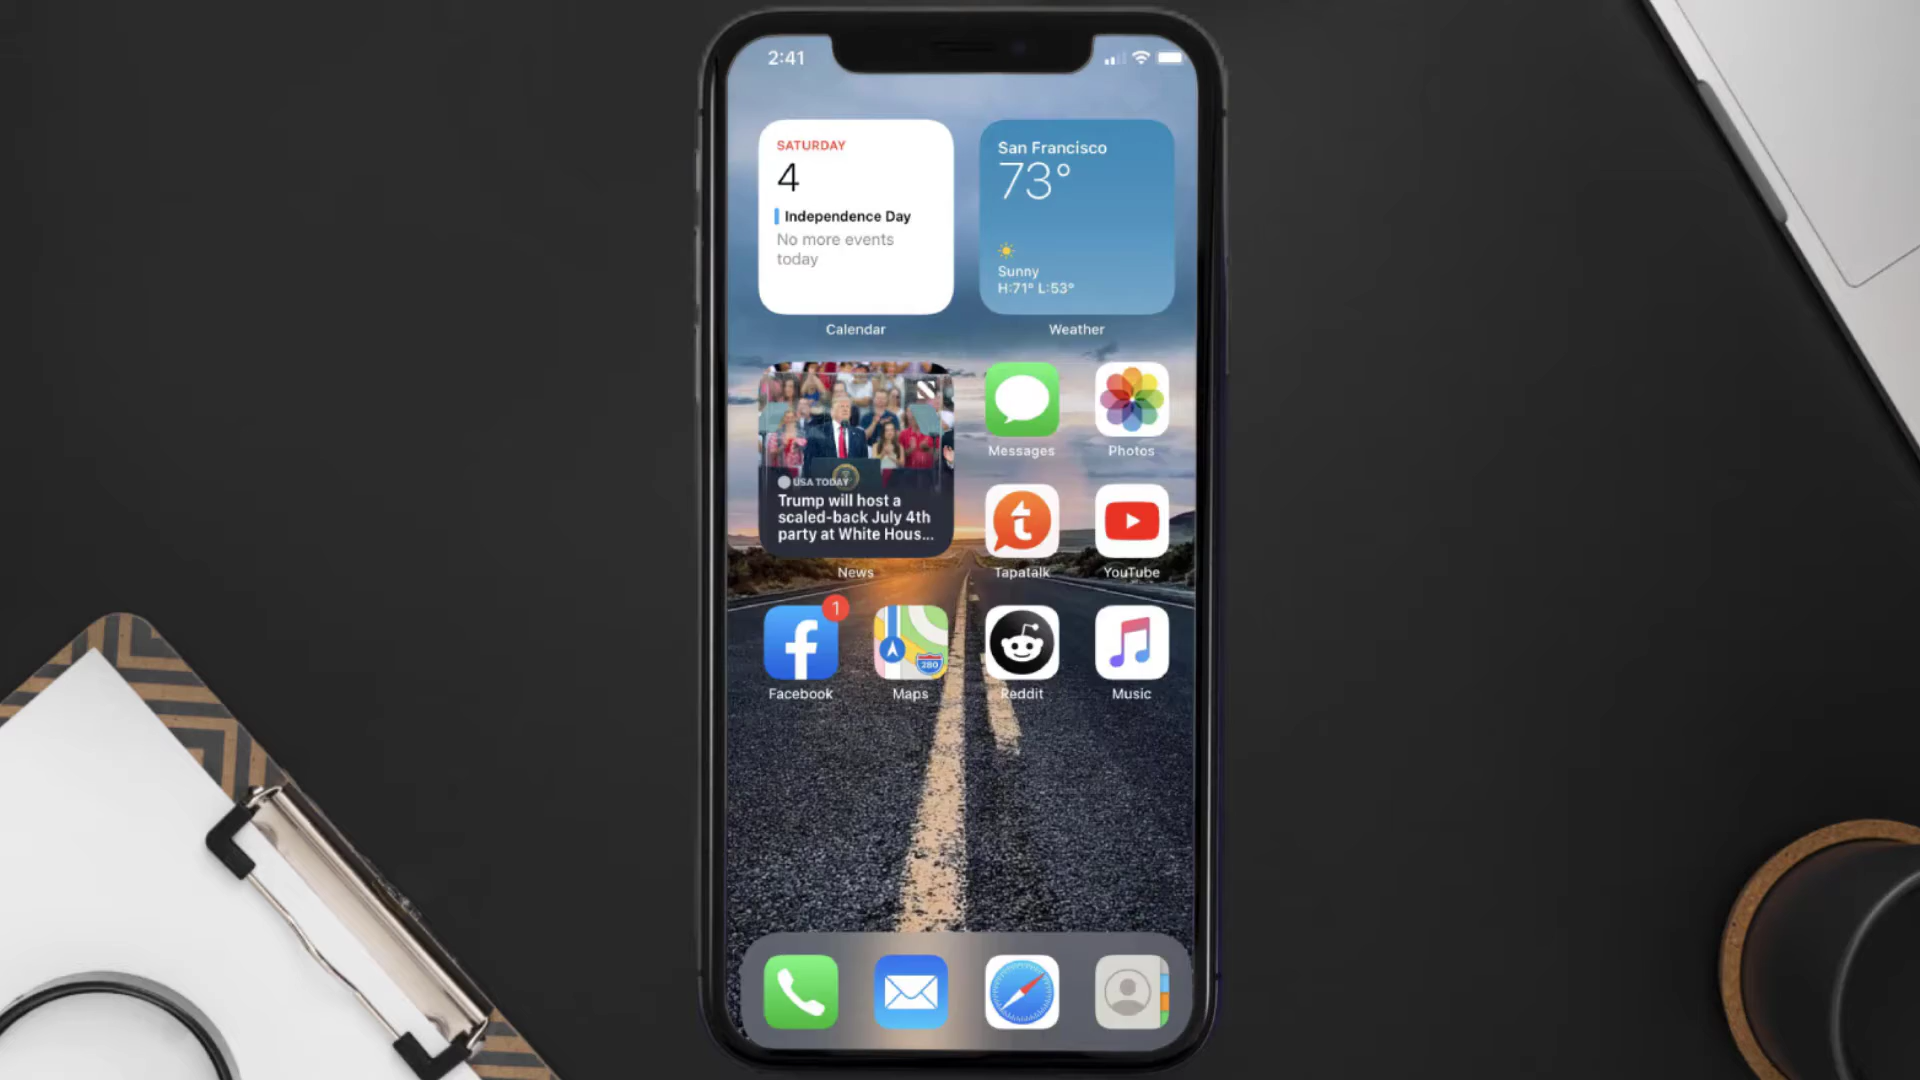 2:41
SATURDAY
4
Independence Day
No more events
today
Calendar
San Francisco
73°
Sunny
H:71° L:53°
Weather
USA TODAY
Trump will host a
scaled-back July 4th
party at White Hous...
News
Messages
Photos
Tapatalk
YouTube
1
Facebook
280
Maps
Reddit
Music